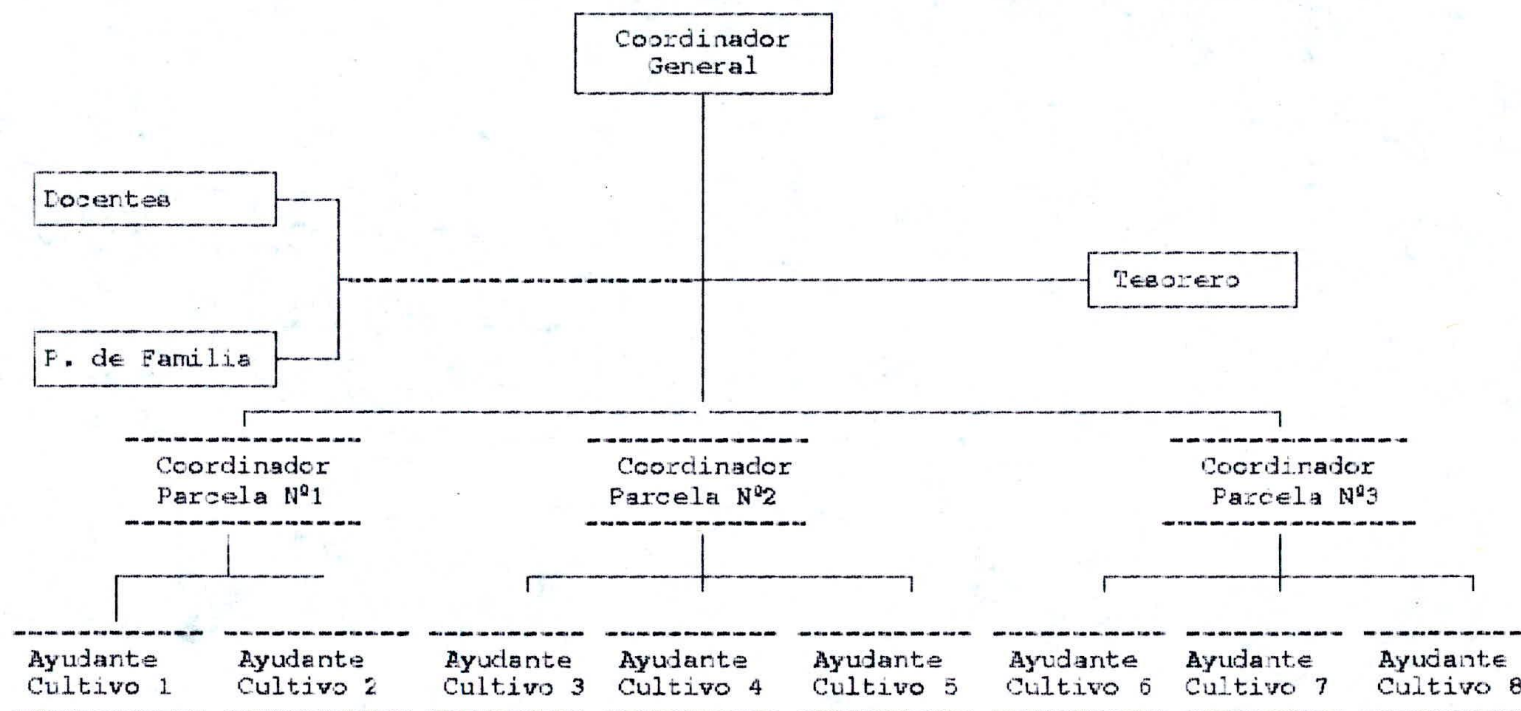 Coordinador
General
Docentes
Tesorero
P. de Familia
Coordinador
Parcela Nº1
Coordinador
Parcela Nº2
Coordinador
Parcela Nº3
Ayudante
Cultivo 1
Ayudante
Cultivo 2
Ayudante
Cultivo 3
Ayudante
Cultivo 4
Ayudante
Cultivo 5
Ayudante
Cultivo 6
Ayudante
Cultivo 7
Ayudante
Cultivo 8